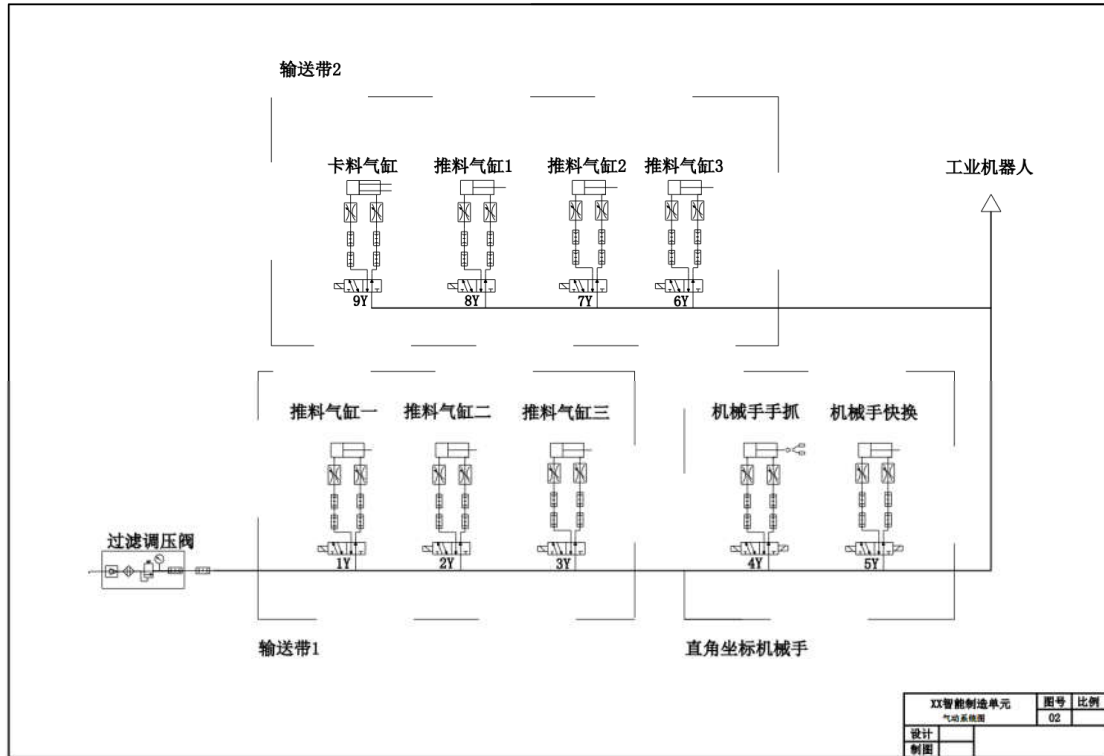 输送带2
卡料气缸 推料气缸1 推料气缸2 推料气缸3 工业机器人
9Y 8Y 7Y 6Y
推料气缸一 推料气缸二 推料气缸三 机械手手抓 机械手快换
过滤调压阀
1Y 2Y 3Y 4Y 5Y
输送带1 直角坐标机械手
XX智能制造单元 图号 比例
气动系统图 02
设计
制图